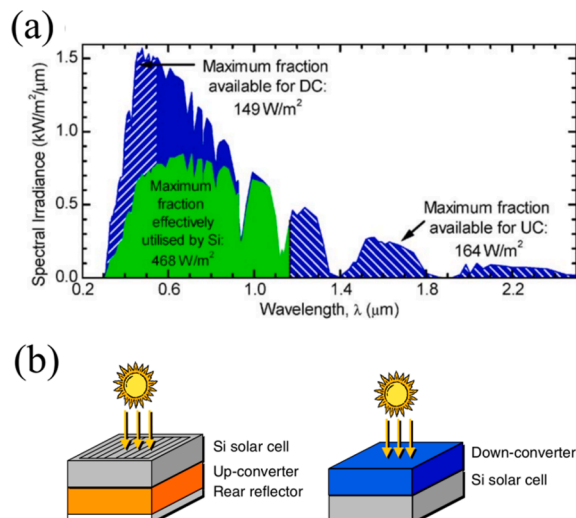 (a)
Spectral Irradiance (kW/m²/μm)
1.5
1.0
0.5
0.0
Maximum fraction
available for DC:
149 W/m²
Maximum
fraction
effectively
utilised by Si:
468 W/m²
Maximum fraction
available for UC:
164 W/m²
0.2 0.6 1.0 1.4 1.8 2.2
Wavelength, λ (μm)
(b)
Si solar cell
Up-converter
Rear reflector
Down-converter
Si solar cell